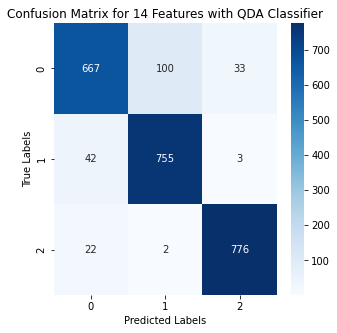 Confusion Matrix for 14 Features with QDA Classifier
0 667 100 33
1 42 755 3
2 22 2 776
0 1 2
True Labels
Predicted Labels
700
600
500
400
300
200
100